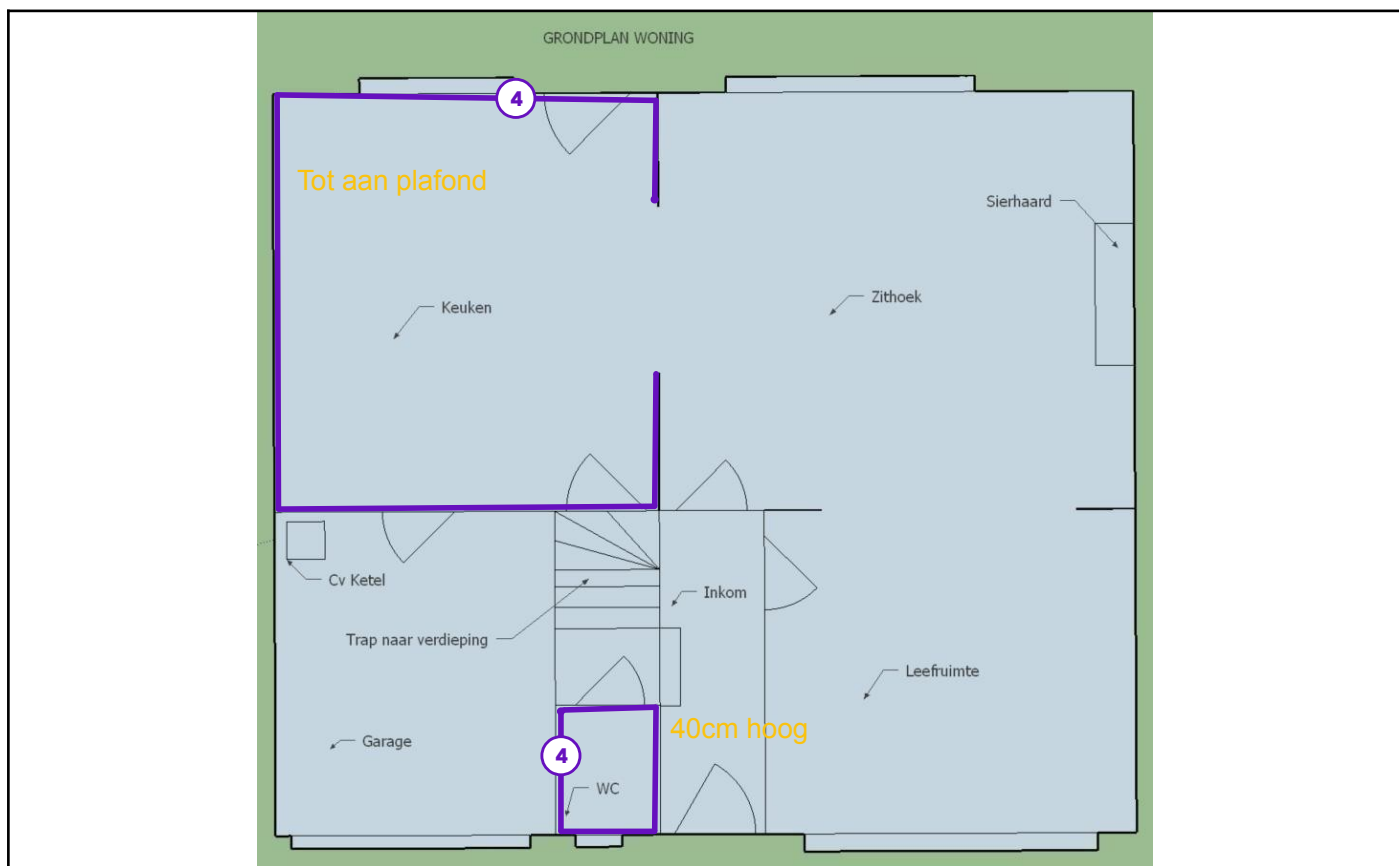 GRONDPLAN WONING
4
Tot aan plafond
Sierhaard
Keuken
Zithoek
Cv Ketel
Inkom
Trap naar verdieping
Leefruimte
40cm hoog
Garage
4
WC